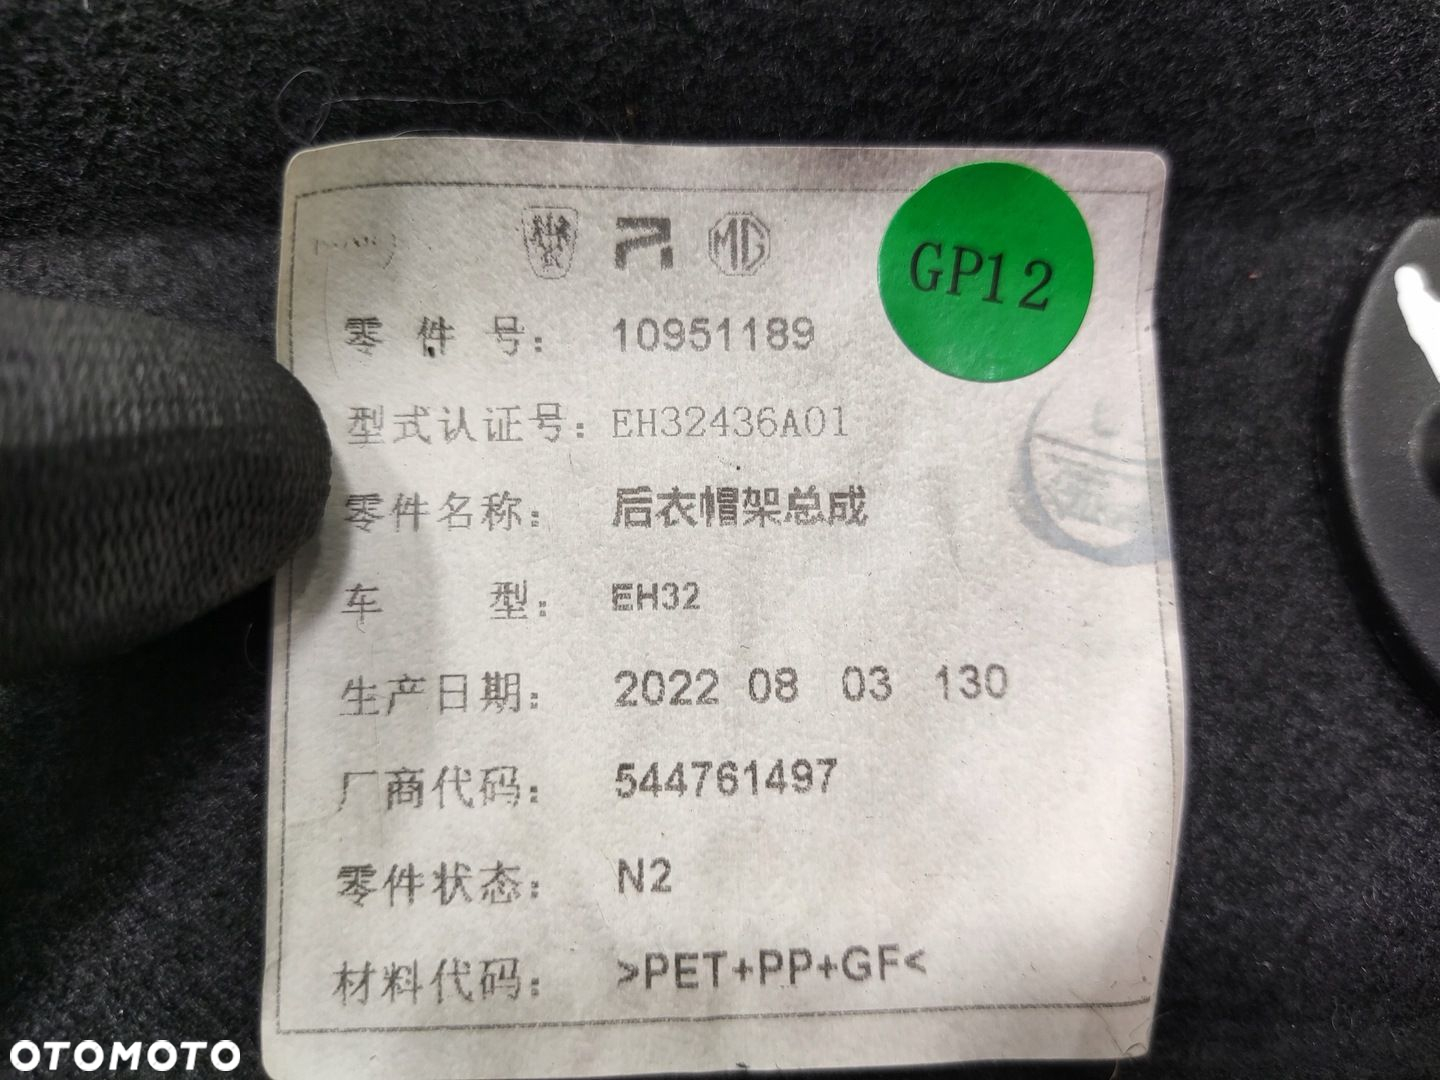 MG
GP12
零件号: 10951189
型式认证号: EH32436A01
零件名称: 后衣帽架总成
车型: EH32
生产日期: 2022 08 03 130
厂商代码: 544761497
零件状态: N2
材料代码: >PET+PP+GF<
OTOMOTO